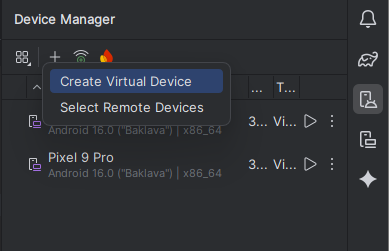 Device Manager
Create Virtual Device
Select Remote Devices
... T...
Android 16.0 ("Baklava") | x86_64
3... Vi...
Pixel 9 Pro
Android 16.0 ("Baklava") | x86_64
3... Vi...